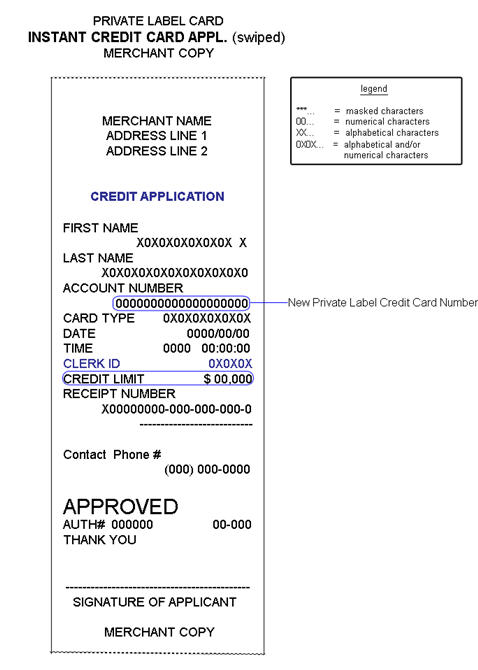 PRIVATE LABEL CARD
INSTANT CREDIT CARD APPL. (swiped)
MERCHANT COPY
legend
***... = masked characters
00... = numerical characters
XX... = alphabetical characters
0X0X... = alphabetical and/or
numerical characters
MERCHANT NAME
ADDRESS LINE 1
ADDRESS LINE 2
CREDIT APPLICATION
FIRST NAME
X0X0X0X0X0X0X X
LAST NAME
X0X0X0X0X0X0X0X0X0X0
ACCOUNT NUMBER
0000000000000000000 New Private Label Credit Card Number
CARD TYPE 0X0X0X0X0X0X
DATE 0000/00/00
TIME 0000 00:00:00
CLERK ID 0X0X0X
CREDIT LIMIT $ 00,000
RECEIPT NUMBER
X00000000-000-000-000-0
---------------------------
Contact Phone #
(000) 000-0000
APPROVED
AUTH# 000000 00-000
THANK YOU
--------------------------------------------
SIGNATURE OF APPLICANT
MERCHANT COPY